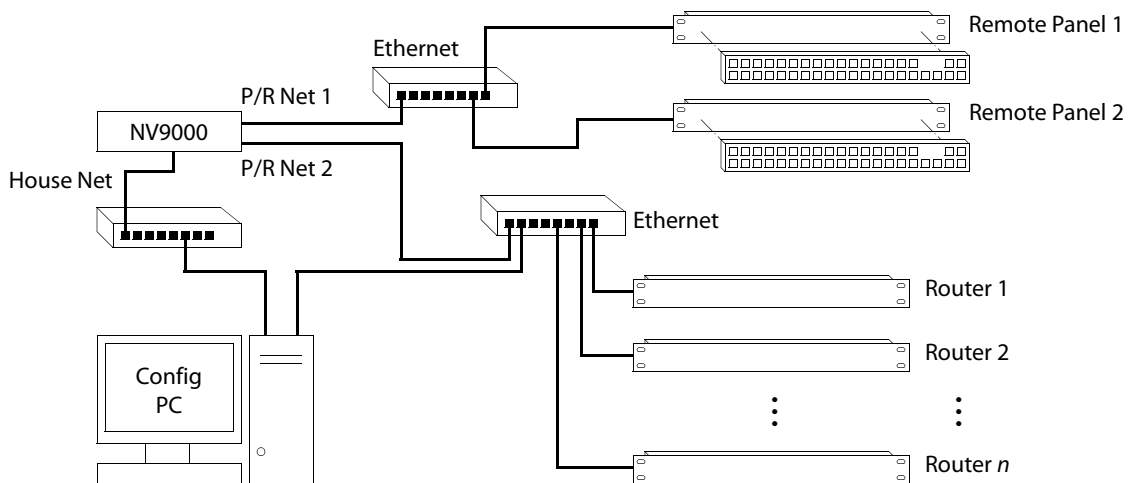 Remote Panel 1
Ethernet
P/R Net 1
Remote Panel 2
NV9000
P/R Net 2
House Net
Ethernet
Router 1
Router 2
Config
PC
Router n